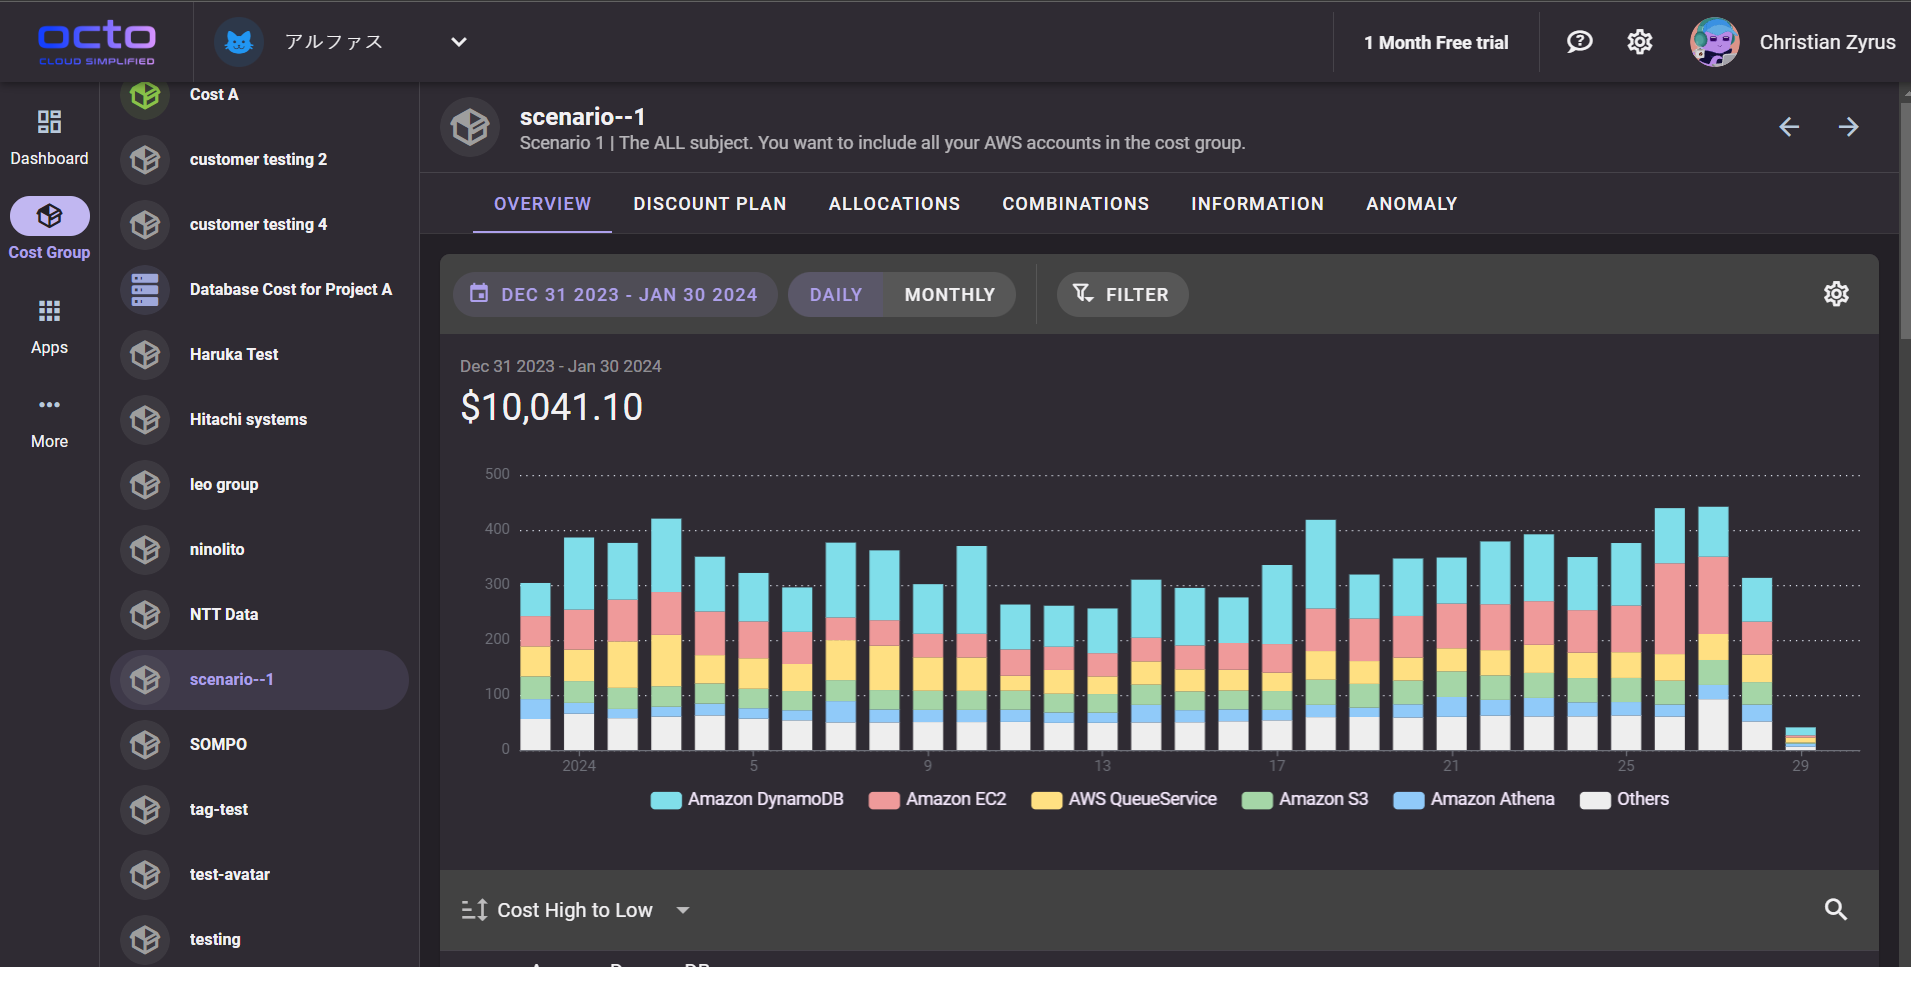 octo
CLOUD SIMPLIFIED
アルファス
1 Month Free trial
Christian Zyrus
Dashboard
Cost Group
Apps
More
Cost A
customer testing 2
customer testing 4
Database Cost for Project A
Haruka Test
Hitachi systems
leo group
ninolito
NTT Data
scenario--1
SOMPO
tag-test
test-avatar
testing
scenario--1
Scenario 1 | The ALL subject. You want to include all your AWS accounts in the cost group.
OVERVIEW DISCOUNT PLAN ALLOCATIONS COMBINATIONS INFORMATION ANOMALY
DEC 31 2023 - JAN 30 2024 DAILY MONTHLY FILTER
Dec 31 2023 - Jan 30 2024
$10,041.10
500
400
300
200
100
0
2024 5 9 13 17 21 25 29
Amazon DynamoDB Amazon EC2 AWS QueueService Amazon S3 Amazon Athena Others
Cost High to Low